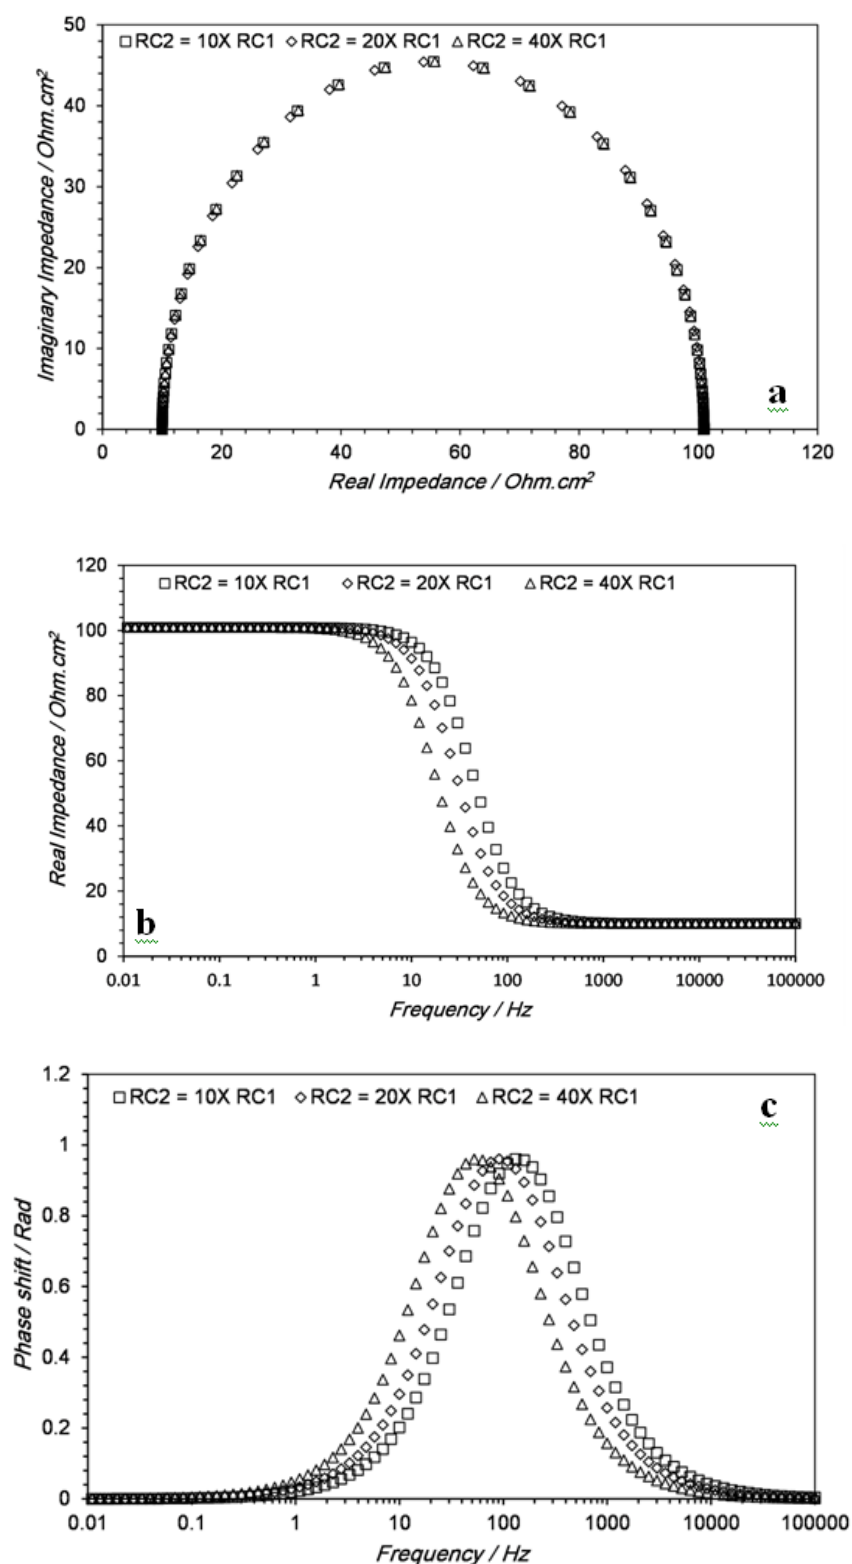 50
□ RC2 = 10X RC1 ◇ RC2 = 20X RC1 △ RC2 = 40X RC1
40
30
20
10
0
Imaginary Impedance / Ohm.cm²
a
0 20 40 60 80 100 120
Real Impedance / Ohm.cm²
120
□ RC2 = 10X RC1 ◇ RC2 = 20X RC1 △ RC2 = 40X RC1
100
80
60
40
20
0
Real Impedance / Ohm.cm²
b
0.01 0.1 1 10 100 1000 10000 100000
Frequency / Hz
1.2
□ RC2 = 10X RC1 ◇ RC2 = 20X RC1 △ RC2 = 40X RC1
c
1
0.8
0.6
0.4
0.2
0
Phase shift / Rad
0.01 0.1 1 10 100 1000 10000 100000
Frequency / Hz